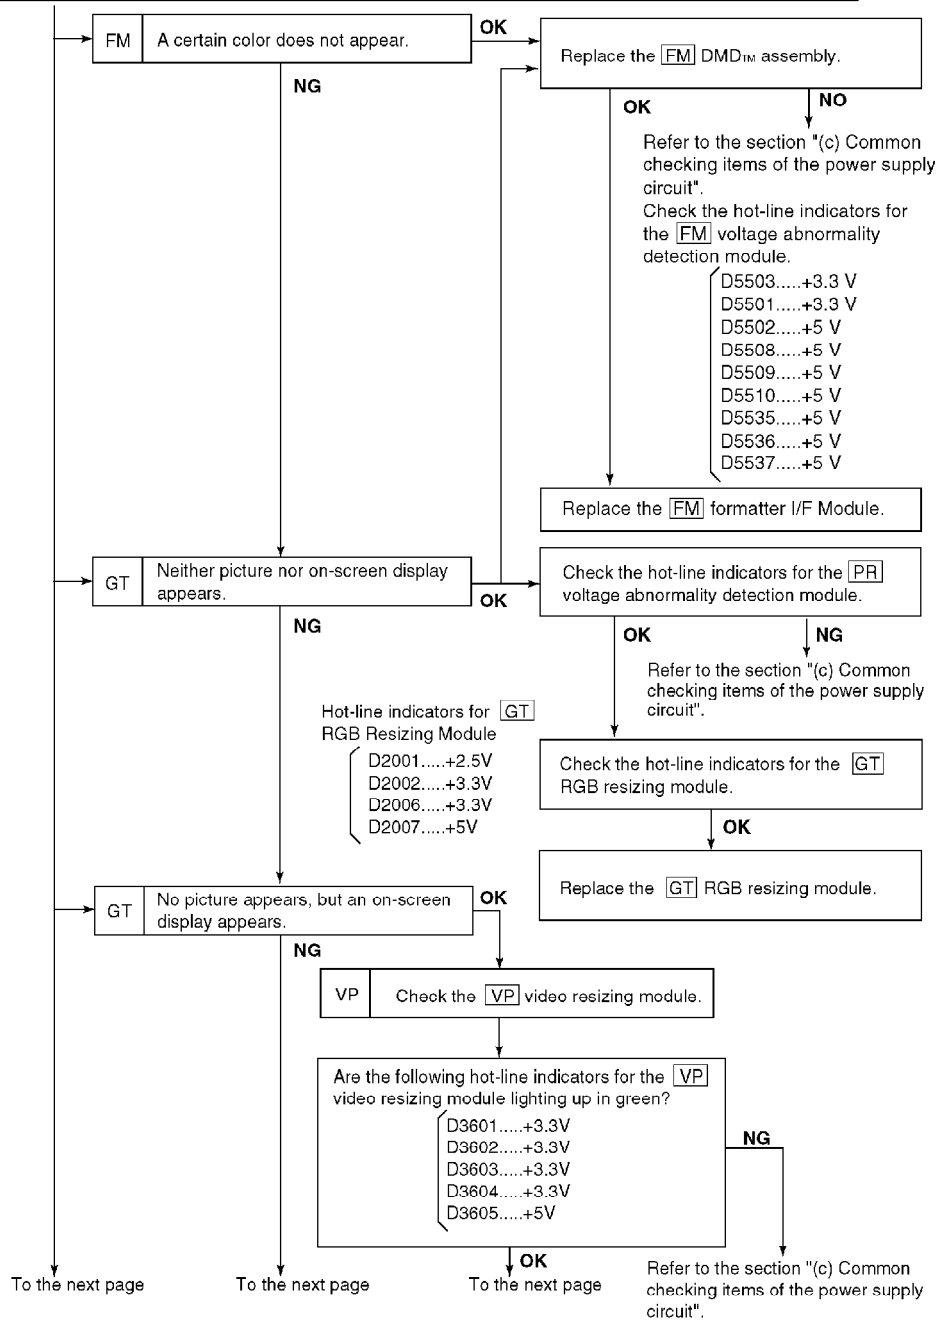 FM
A certain color does not appear.
OK
Replace the FM DMDTM assembly.
NG
OK
NO
Refer to the section "(c) Common
checking items of the power supply
circuit".
Check the hot-line indicators for
the FM voltage abnormality
detection module.
D5503.....+3.3 V
D5501.....+3.3 V
D5502.....+5 V
D5508.....+5 V
D5509.....+5 V
D5510.....+5 V
D5535.....+5 V
D5536.....+5 V
D5537.....+5 V
Replace the FM formatter I/F Module.
GT
Neither picture nor on-screen display
appears.
OK
Check the hot-line indicators for the PR
voltage abnormality detection module.
NG
OK
NG
Refer to the section "(c) Common
checking items of the power supply
circuit".
Hot-line indicators for GT
RGB Resizing Module
D2001.....+2.5V
D2002.....+3.3V
D2006.....+3.3V
D2007.....+5V
Check the hot-line indicators for the GT
RGB resizing module.
OK
Replace the GT RGB resizing module.
GT
No picture appears, but an on-screen
display appears.
OK
NG
VP
Check the VP video resizing module.
Are the following hot-line indicators for the VP
video resizing module lighting up in green?
D3601.....+3.3V
D3602.....+3.3V
D3603.....+3.3V
D3604.....+3.3V
D3605.....+5V
NG
OK
To the next page
To the next page
To the next page
Refer to the section "(c) Common
checking items of the power supply
circuit".